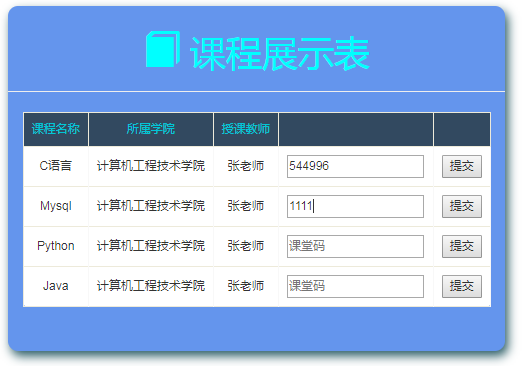 课程展示表
课程名称 所属学院 授课教师
C语言 计算机工程技术学院 张老师 544996 提交
Mysql 计算机工程技术学院 张老师 1111 提交
Python 计算机工程技术学院 张老师 课堂码 提交
Java 计算机工程技术学院 张老师 课堂码 提交